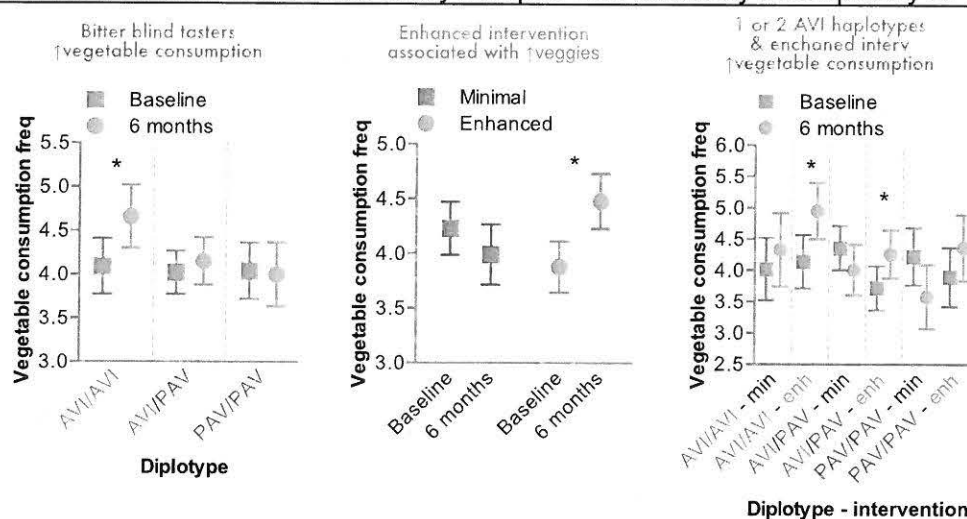 Bitter blind tasters
↑vegetable consumption
Baseline
6 months
Vegetable consumption freq
5.5
5.0
4.5
4.0
3.5
3.0
*
AVI/AVI
AVI/PAV
PAV/PAV
Diplotype
Enhanced intervention
associated with ↑veggies
Minimal
Enhanced
Vegetable consumption freq
5.0
4.5
4.0
3.5
3.0
*
Baseline
6 months
Baseline
6 months
1 or 2 AVI haplotypes
& enchaned interv
↑vegetable consumption
Baseline
6 months
Vegetable consumption freq
6.0
5.5
5.0
4.5
4.0
3.5
3.0
2.5
*
*
AVI/AVI - min
AVI/AVI - enh
AVI/PAV - min
AVI/PAV - enh
PAV/PAV - min
PAV/PAV - enh
Diplotype - intervention